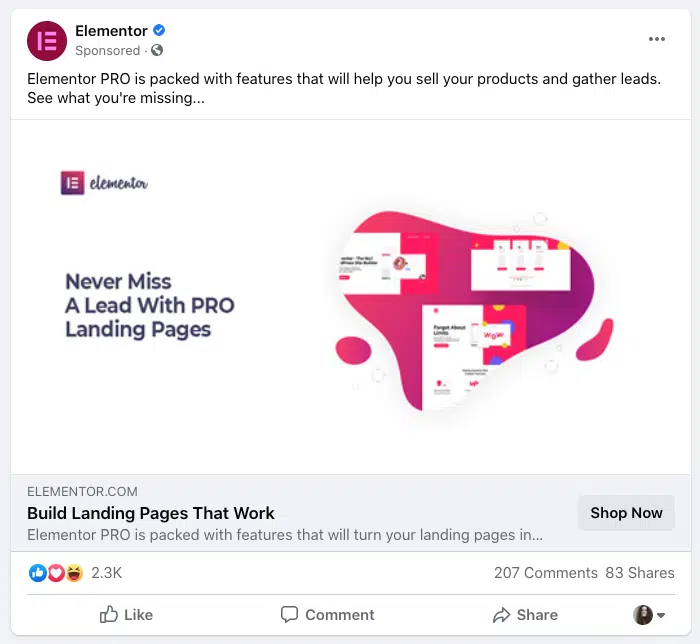 Elementor
Sponsored ·
Elementor PRO is packed with features that will help you sell your products and gather leads.
See what you're missing...
elementor
Never Miss
A Lead With PRO
Landing Pages
Forget About
Limits
WOW
ELEMENTOR.COM
Build Landing Pages That Work
Elementor PRO is packed with features that will turn your landing pages in...
Shop Now
2.3K
207 Comments 83 Shares
Like
Comment
Share